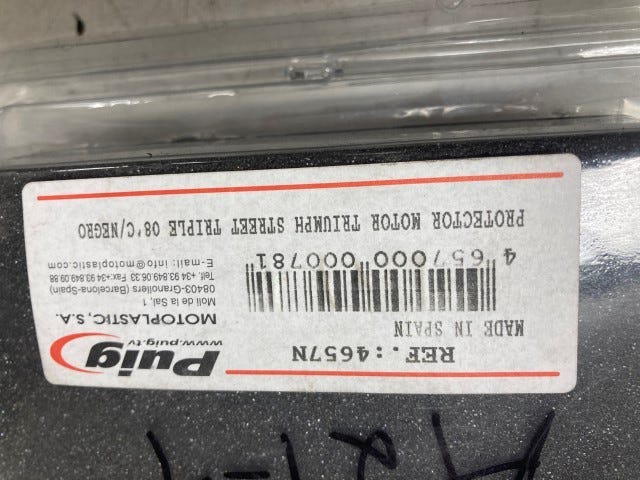 REF.:4657N
MADE IN SPAIN
4 657000 000781
Puig
www.puig.tv
MOTOPLASTIC, S.A.
Molí de la Sal, 1
08403-Granollers (Barcelona-Spain)
Telf. +34 93.849.06.33 Fax +34 93.849.09.88
E-mail: info@motoplastic.com
PROTECTOR MOTOR TRIUMPH STREET TRIPLE 08'C/NEGRO